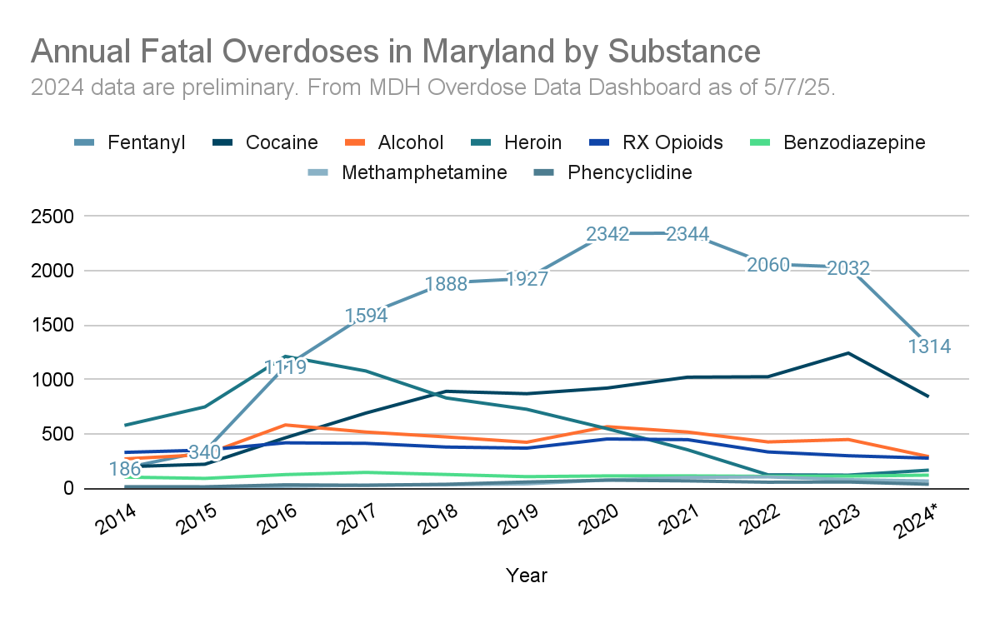 Annual Fatal Overdoses in Maryland by Substance
2024 data are preliminary. From MDH Overdose Data Dashboard as of 5/7/25.
Fentanyl Cocaine Alcohol Heroin RX Opioids Benzodiazepine
Methamphetamine Phencyclidine
2500
2000
1500
1000
500
0
186
340
1119
1594
1888
1927
2342
2344
2060
2032
1314
2014 2015 2016 2017 2018 2019 2020 2021 2022 2023 2024*
Year